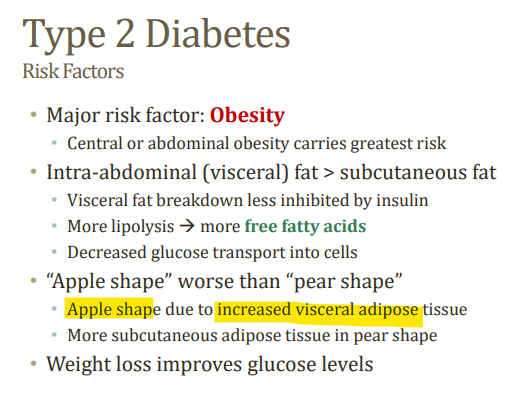 Type 2 Diabetes
Risk Factors
• Major risk factor: Obesity
• Central or abdominal obesity carries greatest risk
• Intra-abdominal (visceral) fat > subcutaneous fat
• Visceral fat breakdown less inhibited by insulin
• More lipolysis → more free fatty acids
• Decreased glucose transport into cells
• “Apple shape” worse than “pear shape”
• Apple shape due to increased visceral adipose tissue
• More subcutaneous adipose tissue in pear shape
• Weight loss improves glucose levels